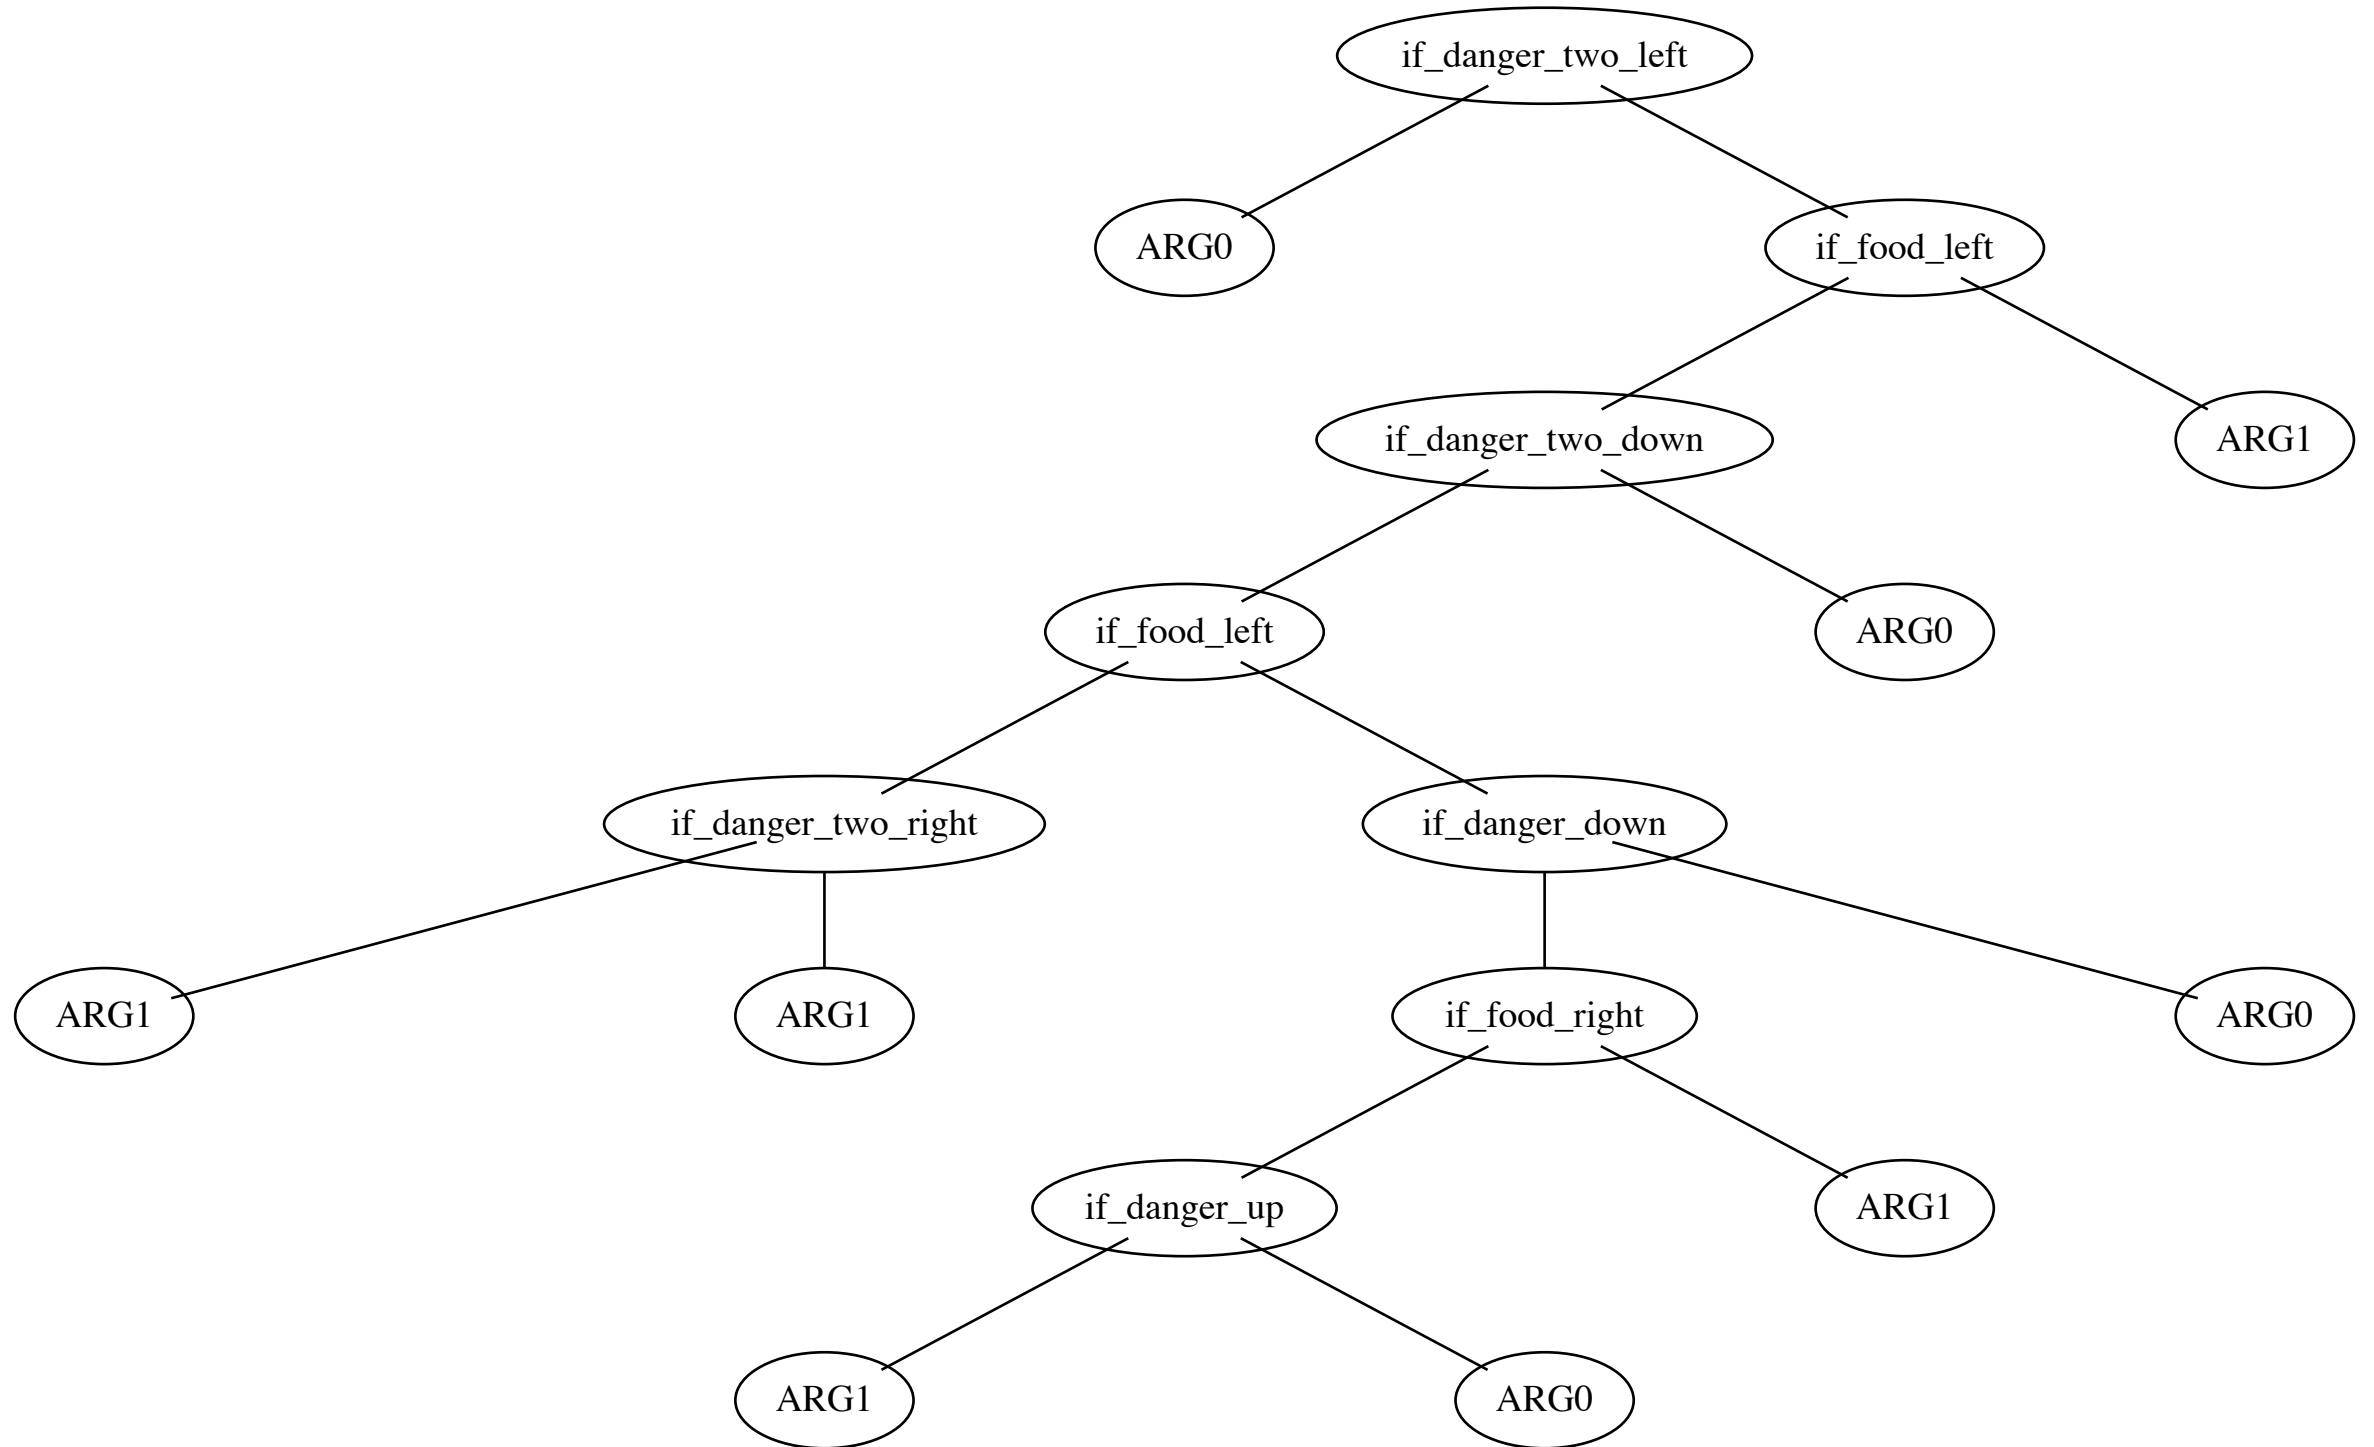 if_danger_two_left
ARG0
if_food_left
if_danger_two_down
ARG1
if_food_left
ARG0
if_danger_two_right
if_danger_down
ARG1
ARG1
if_food_right
ARG0
if_danger_up
ARG1
ARG1
ARG0